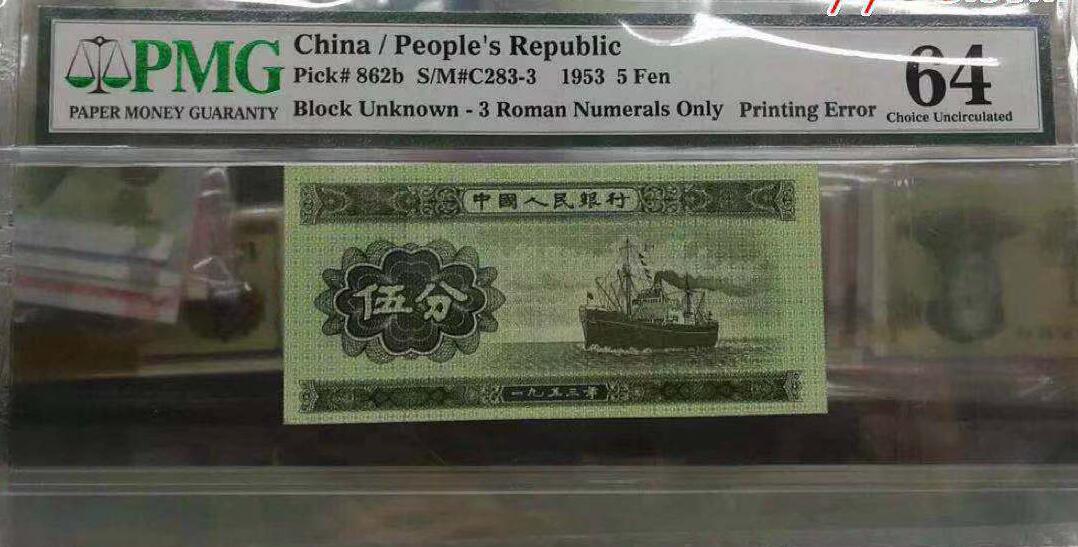 PMG
PAPER MONEY GUARANTY
China / People's Republic
Pick# 862b S/M#C283-3 1953 5 Fen
Block Unknown - 3 Roman Numerals Only Printing Error
64
Choice Uncirculated
中國人民銀行
伍分
一九五三年